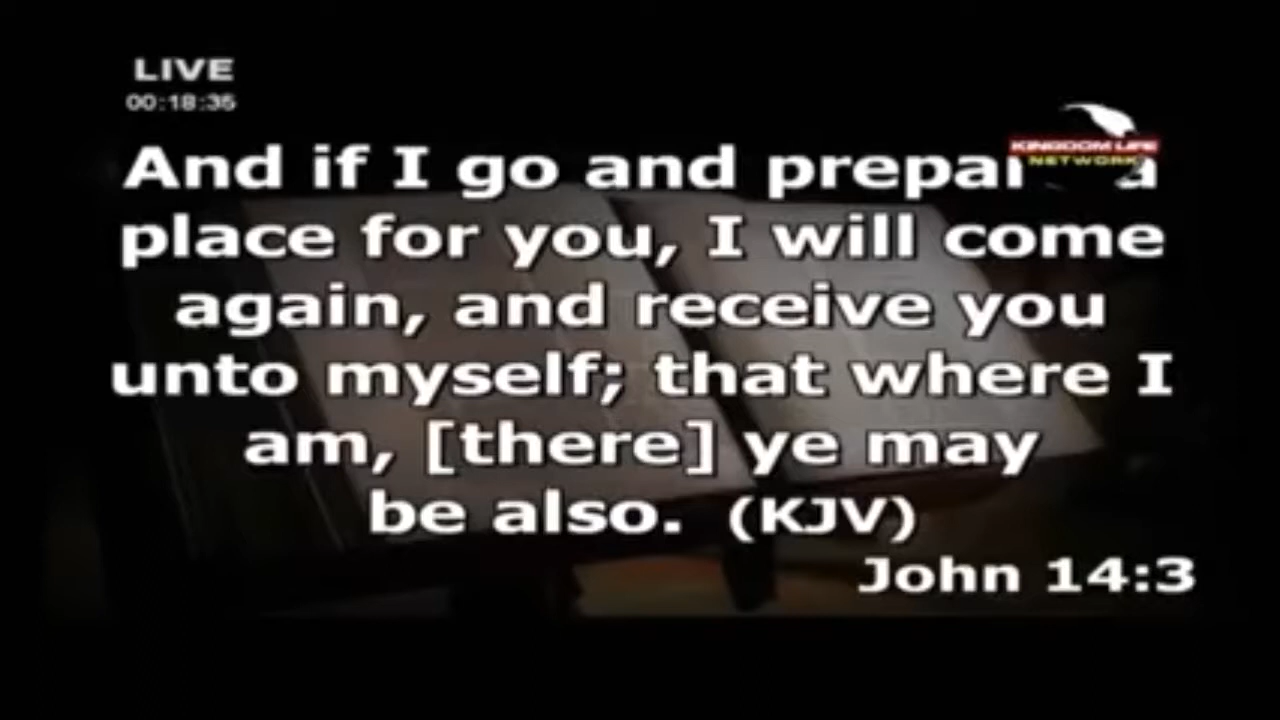 LIVE
00:18:35
KINGDOM LIFE
NETWORK
And if I go and prepar a
place for you, I will come
again, and receive you
unto myself; that where I
am, [there] ye may
be also. (KJV)
John 14:3